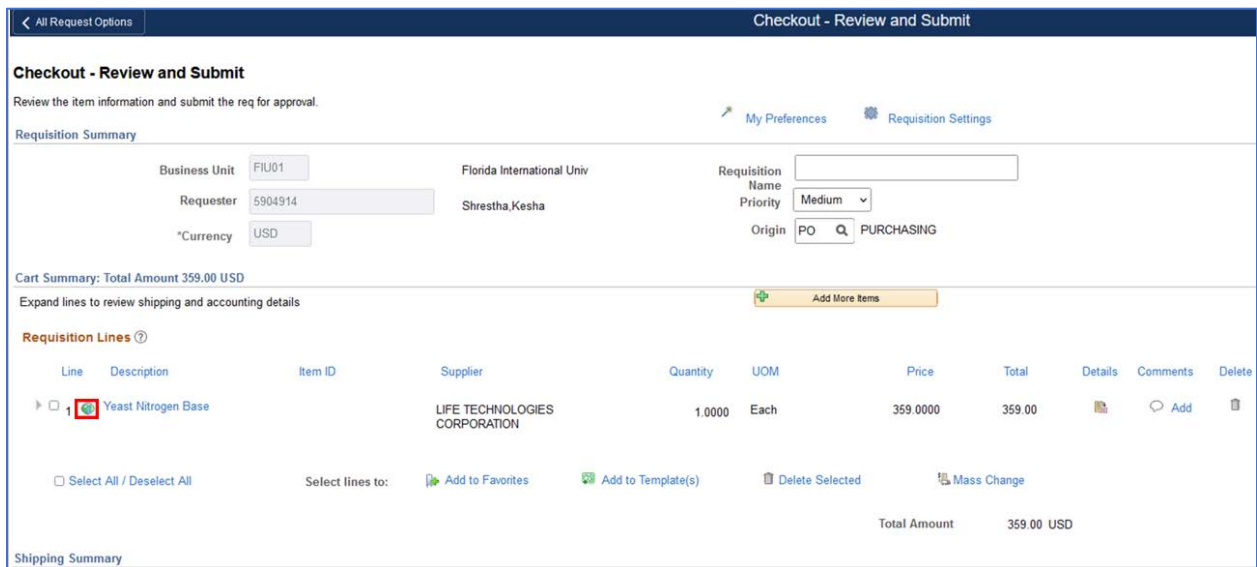 All Request Options
Checkout - Review and Submit
Checkout - Review and Submit
Review the item information and submit the req for approval.
My Preferences Requisition Settings
Requisition Summary
Business Unit FIU01 Florida International Univ Requisition Name
Requester 5904914 Shrestha,Kesha Priority Medium
*Currency USD Origin PO PURCHASING
Cart Summary: Total Amount 359.00 USD
Expand lines to review shipping and accounting details Add More Items
Requisition Lines ?
Line Description Item ID Supplier Quantity UOM Price Total Details Comments Delete
1 Yeast Nitrogen Base LIFE TECHNOLOGIES CORPORATION 1.0000 Each 359.0000 359.00 Add
Select All / Deselect All Select lines to: Add to Favorites Add to Template(s) Delete Selected Mass Change
Total Amount 359.00 USD
Shipping Summary